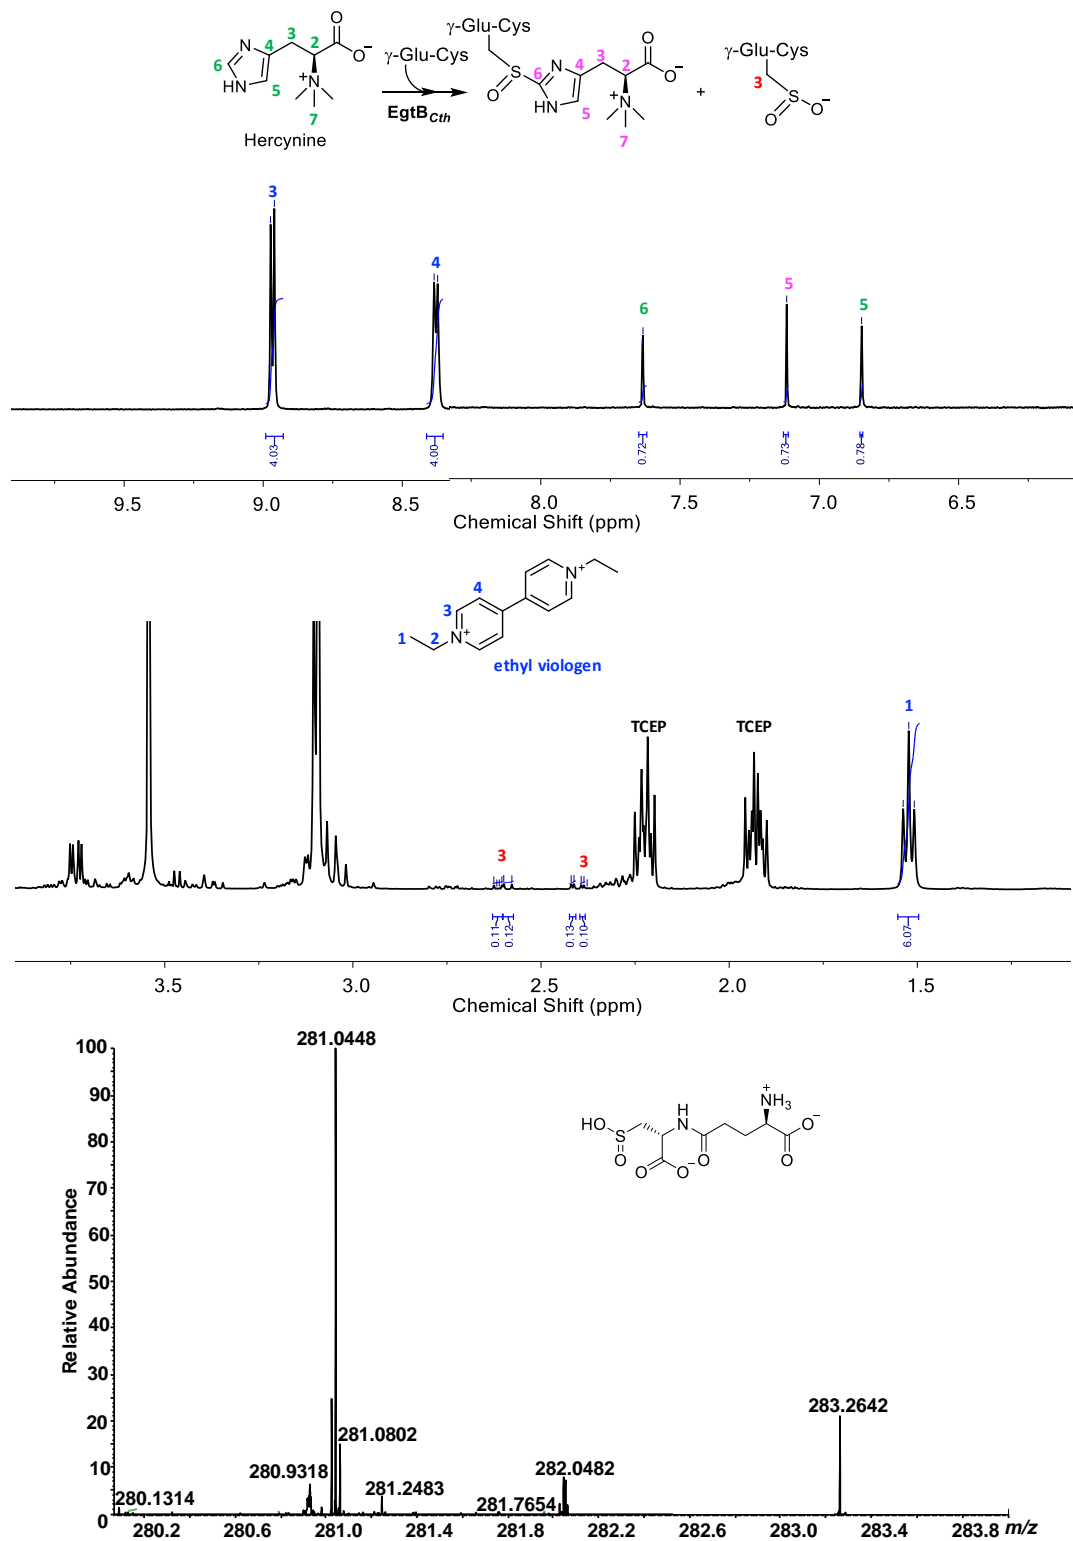 γ-Glu-Cys
O
N
4
3
2
O⁻
6
HN
5
N⁺
7
Hercynine
γ-Glu-Cys
EgtB_Cth
S
O
6
N
4
3
2
O
O⁻
HN
5
N⁺
7
+
γ-Glu-Cys
3
S
O
O⁻
3
4
6
5
5
4.03
4.00
0.72
0.73
0.78
9.5 9.0 8.5 8.0 7.5 7.0 6.5
Chemical Shift (ppm)
4
3
1
2
N⁺
N⁺
ethyl viologen
TCEP
TCEP
1
3
3
0.11
0.12
0.13
0.10
6.07
3.5 3.0 2.5 2.0 1.5
Chemical Shift (ppm)
Relative Abundance
100
90
80
70
60
50
40
30
20
10
0
281.0448
HO
S
O
H
N
O
O⁻
O
NH₃⁺
O⁻
O
283.2642
281.0802
280.9318
282.0482
281.2483
280.1314
281.7654
280.2 280.6 281.0 281.4 281.8 282.2 282.6 283.0 283.4 283.8 m/z